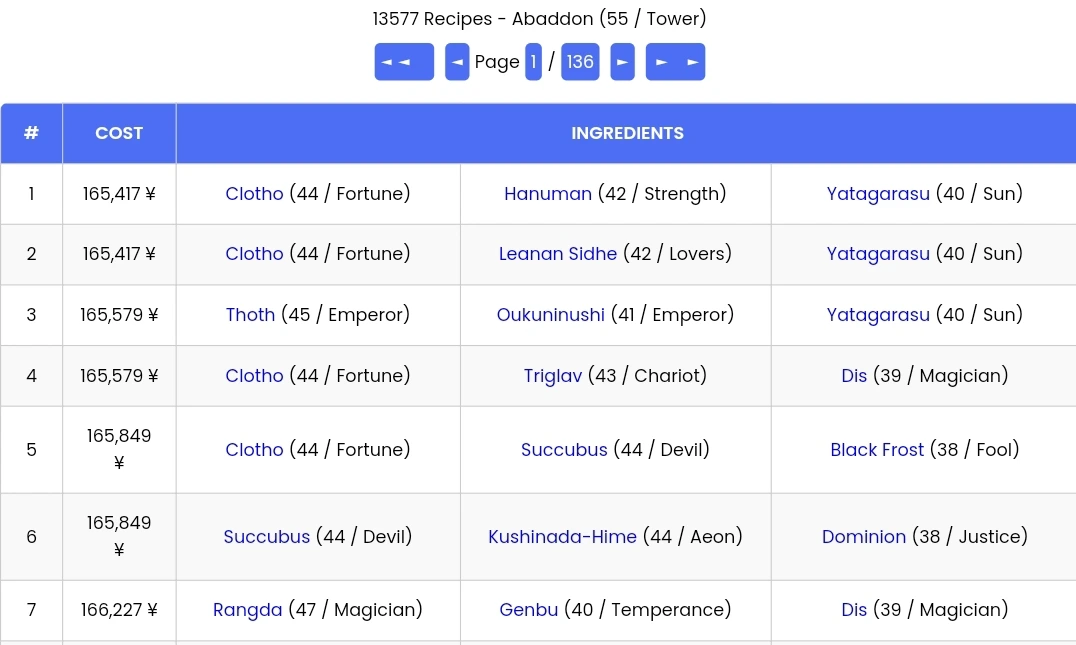 13577 Recipes - Abaddon (55 / Tower)
◄ ◄ ◄ Page 1 / 136 ► ► ►
# COST INGREDIENTS
1 165,417 ¥ Clotho (44 / Fortune) Hanuman (42 / Strength) Yatagarasu (40 / Sun)
2 165,417 ¥ Clotho (44 / Fortune) Leanan Sidhe (42 / Lovers) Yatagarasu (40 / Sun)
3 165,579 ¥ Thoth (45 / Emperor) Oukuninushi (41 / Emperor) Yatagarasu (40 / Sun)
4 165,579 ¥ Clotho (44 / Fortune) Triglav (43 / Chariot) Dis (39 / Magician)
5 165,849 ¥ Clotho (44 / Fortune) Succubus (44 / Devil) Black Frost (38 / Fool)
6 165,849 ¥ Succubus (44 / Devil) Kushinada-Hime (44 / Aeon) Dominion (38 / Justice)
7 166,227 ¥ Rangda (47 / Magician) Genbu (40 / Temperance) Dis (39 / Magician)